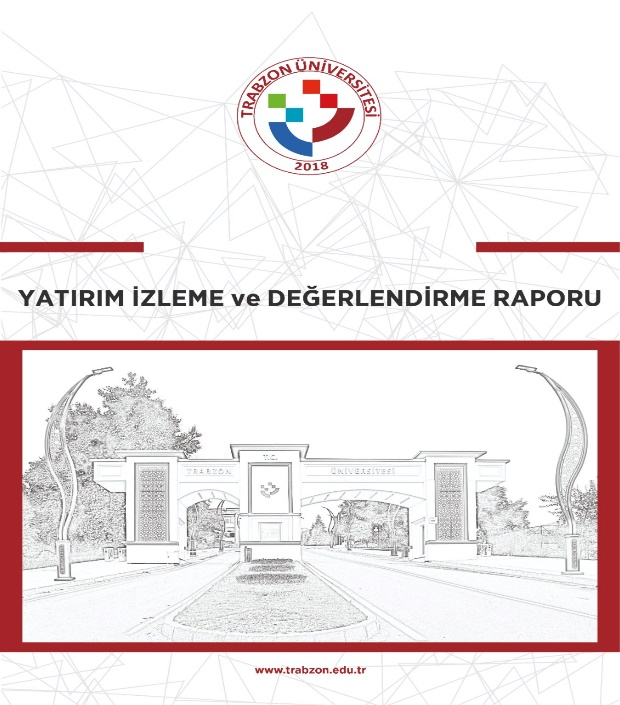 TRABZON ÜNİVERSİTESİ
2018
YATIRIM İZLEME ve DEĞERLENDİRME RAPORU
T.C.
TRABZON ÜNİVERSİTESİ
www.trabzon.edu.tr